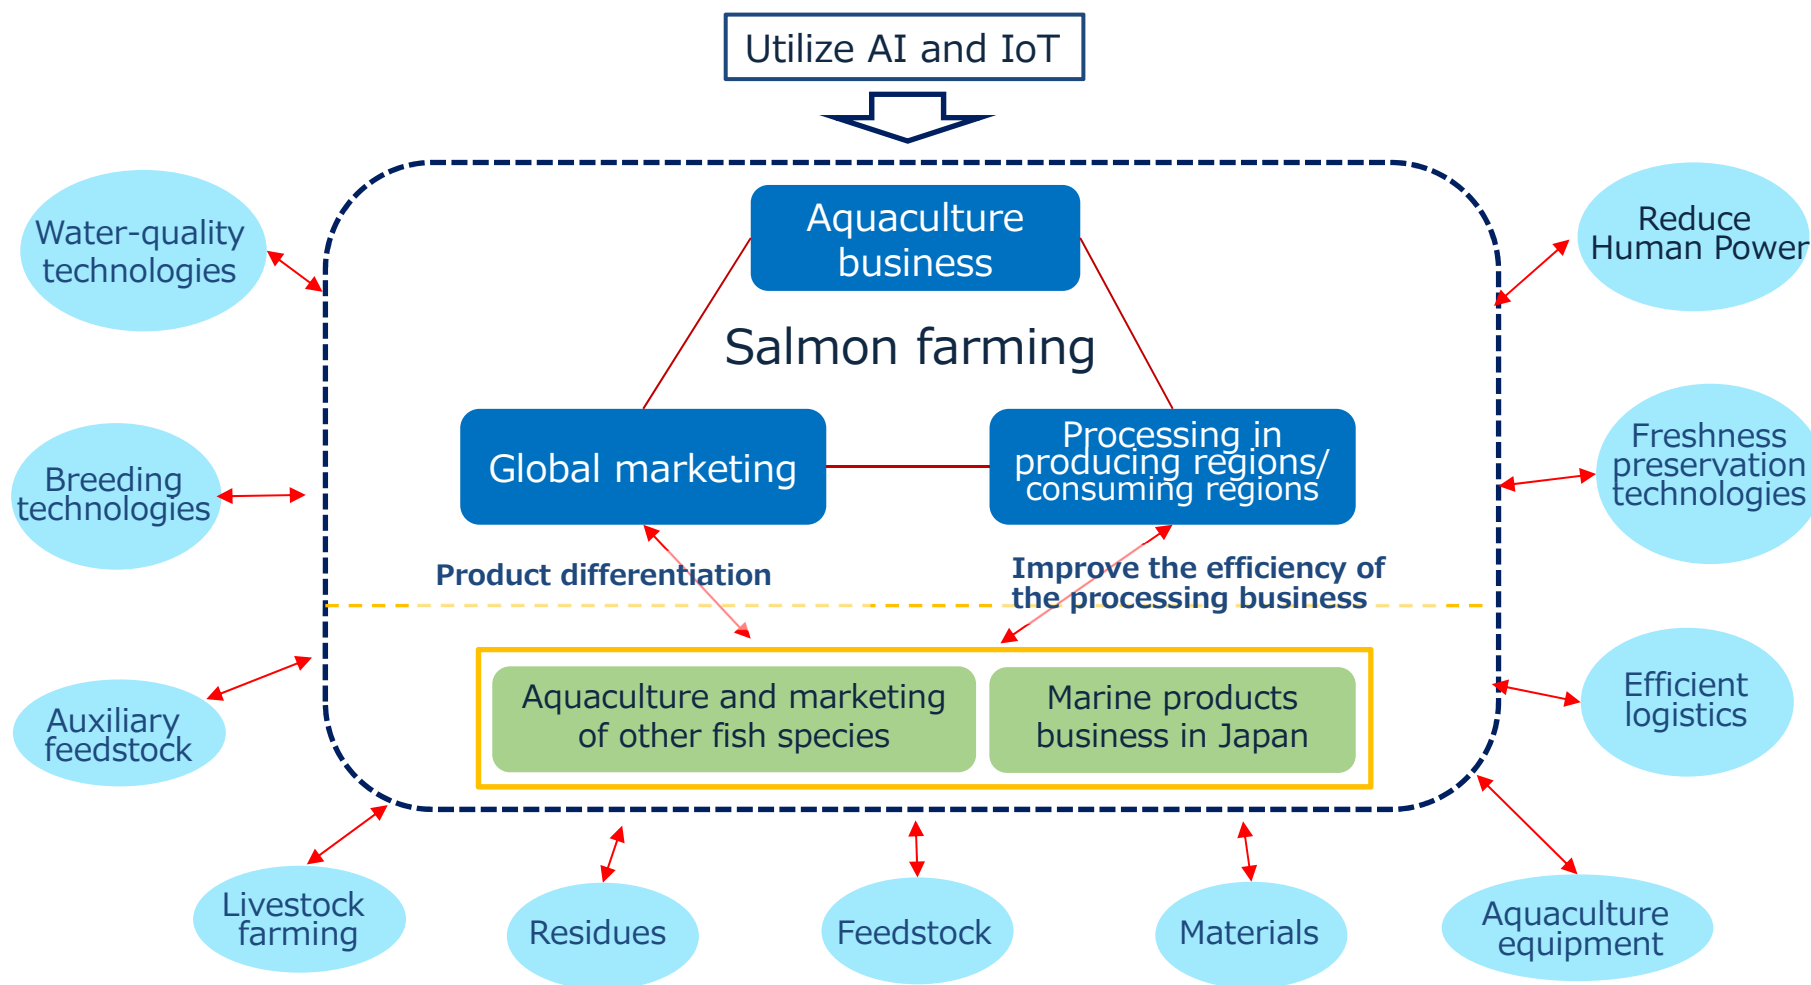 Utilize AI and IoT
Aquaculture
business
Salmon farming
Global marketing
Processing in
producing regions/
consuming regions
Product differentiation
Improve the efficiency of
the processing business
Aquaculture and marketing
of other fish species
Marine products
business in Japan
Water-quality
technologies
Breeding
technologies
Auxiliary
feedstock
Livestock
farming
Residues
Feedstock
Materials
Aquaculture
equipment
Efficient
logistics
Freshness
preservation
technologies
Reduce
Human Power